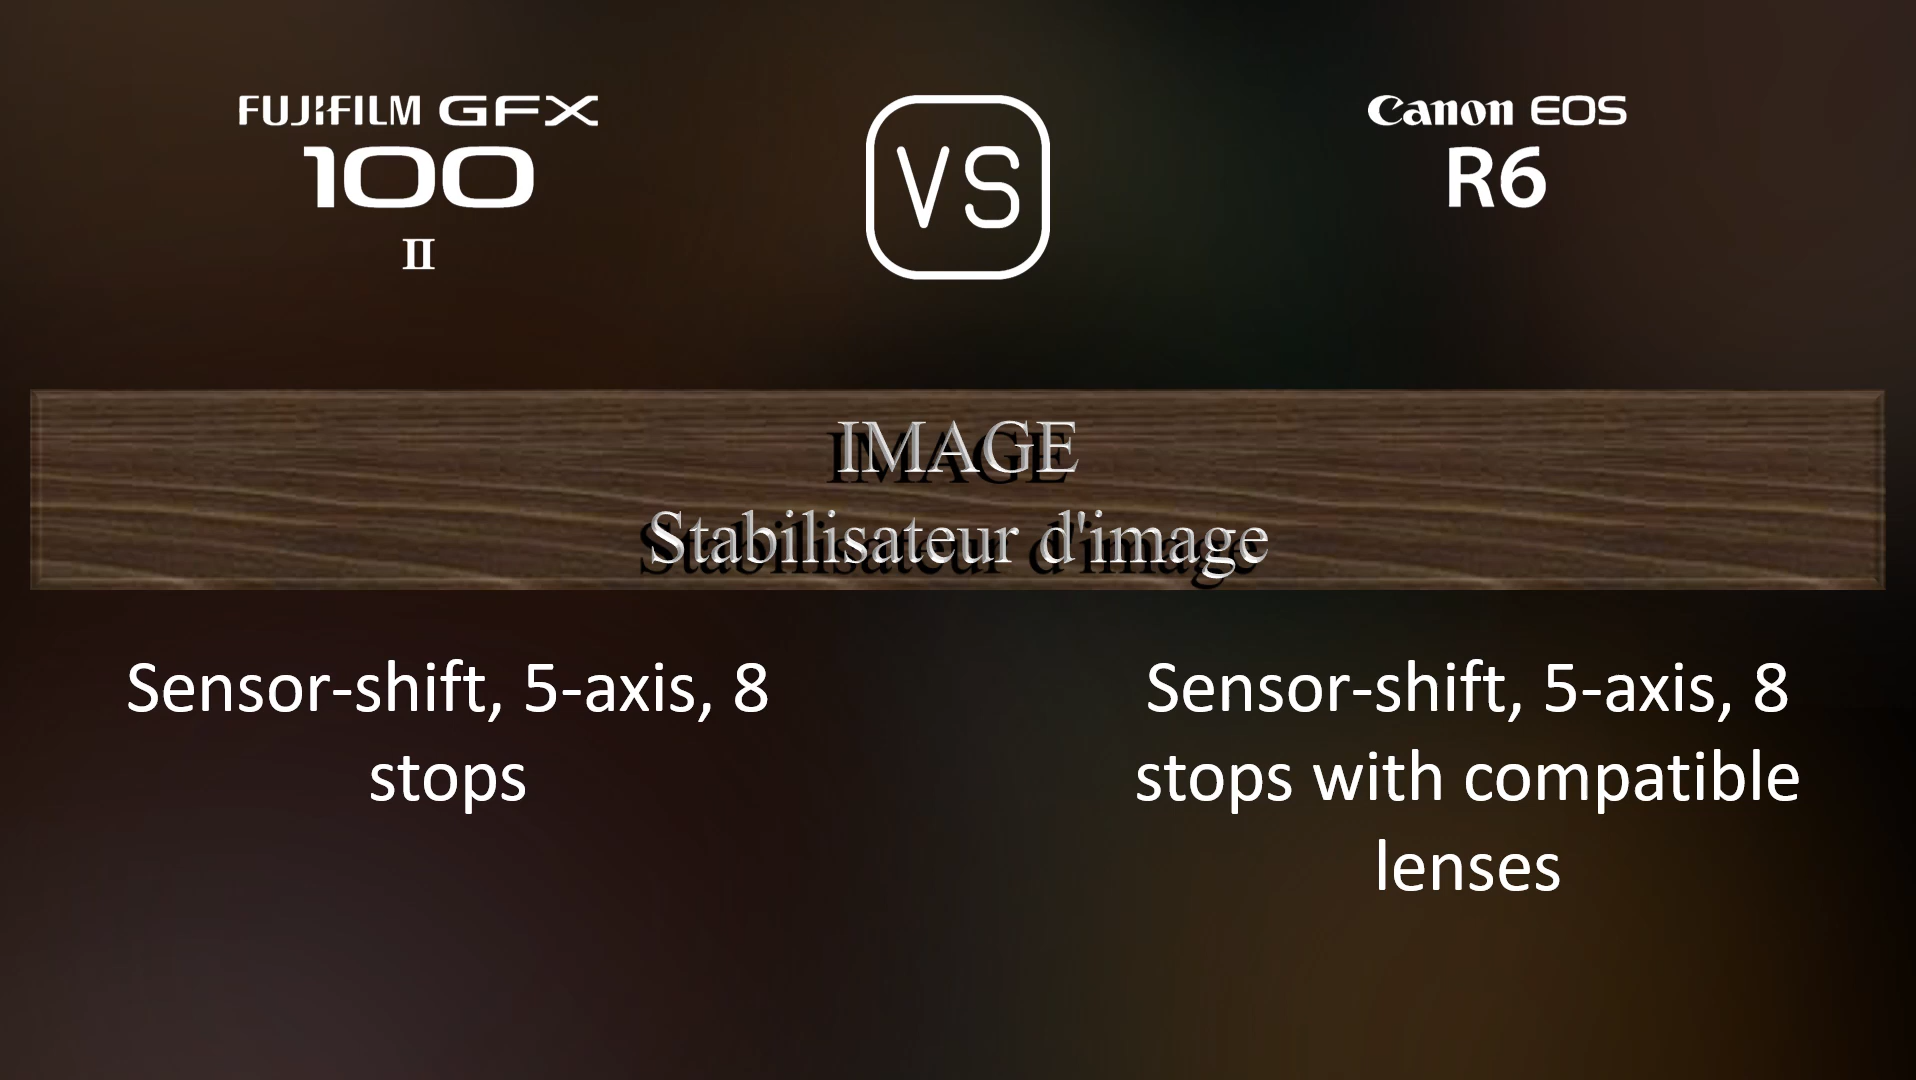 FUJIFILM GFX
100
II
VS
Canon EOS
R6
IMAGE
Stabilisateur d'image
Sensor-shift, 5-axis, 8
stops
Sensor-shift, 5-axis, 8
stops with compatible
lenses